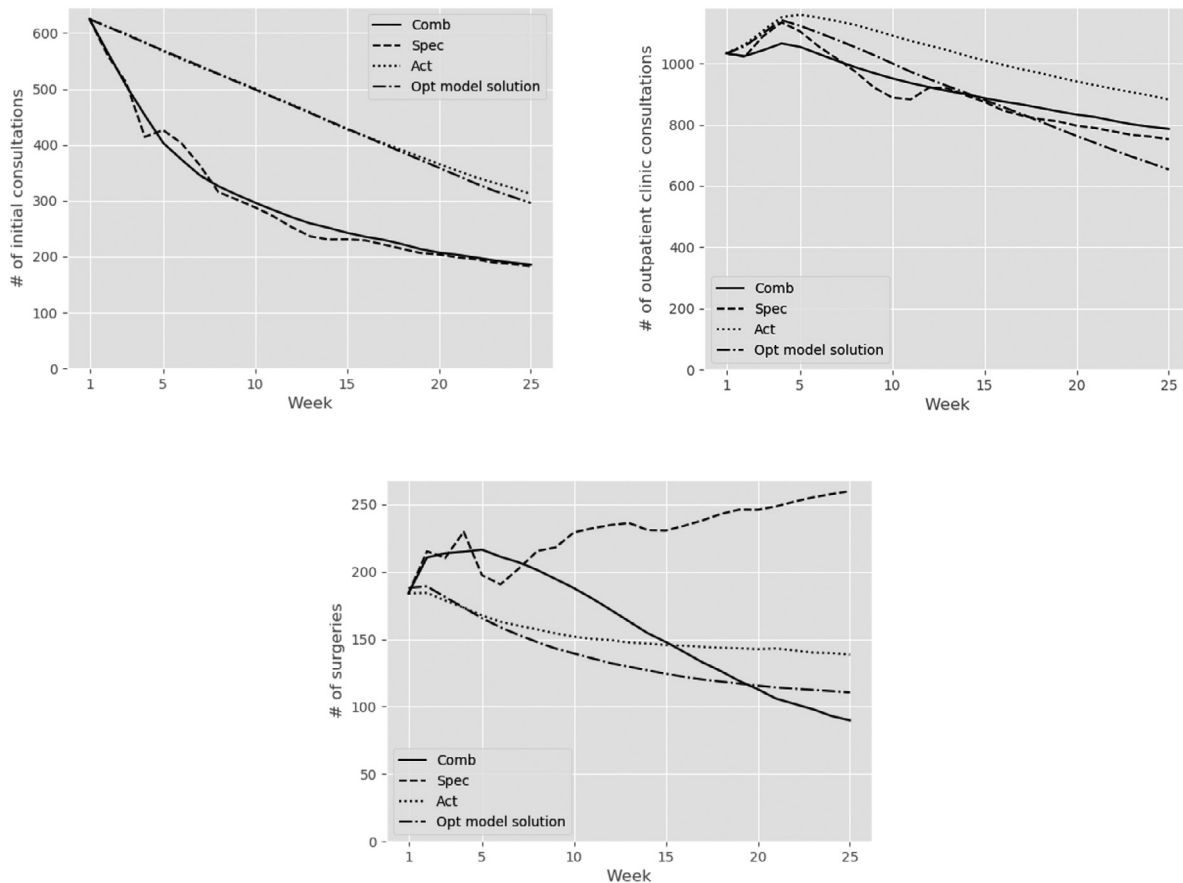 # of initial consultations
600
500
400
300
200
100
0
Comb
Spec
Act
Opt model solution
1 5 10 15 20 25
Week
# of outpatient clinic consultations
1000
800
600
400
200
0
Comb
Spec
Act
Opt model solution
1 5 10 15 20 25
Week
# of surgeries
250
200
150
100
50
0
Comb
Spec
Act
Opt model solution
1 5 10 15 20 25
Week